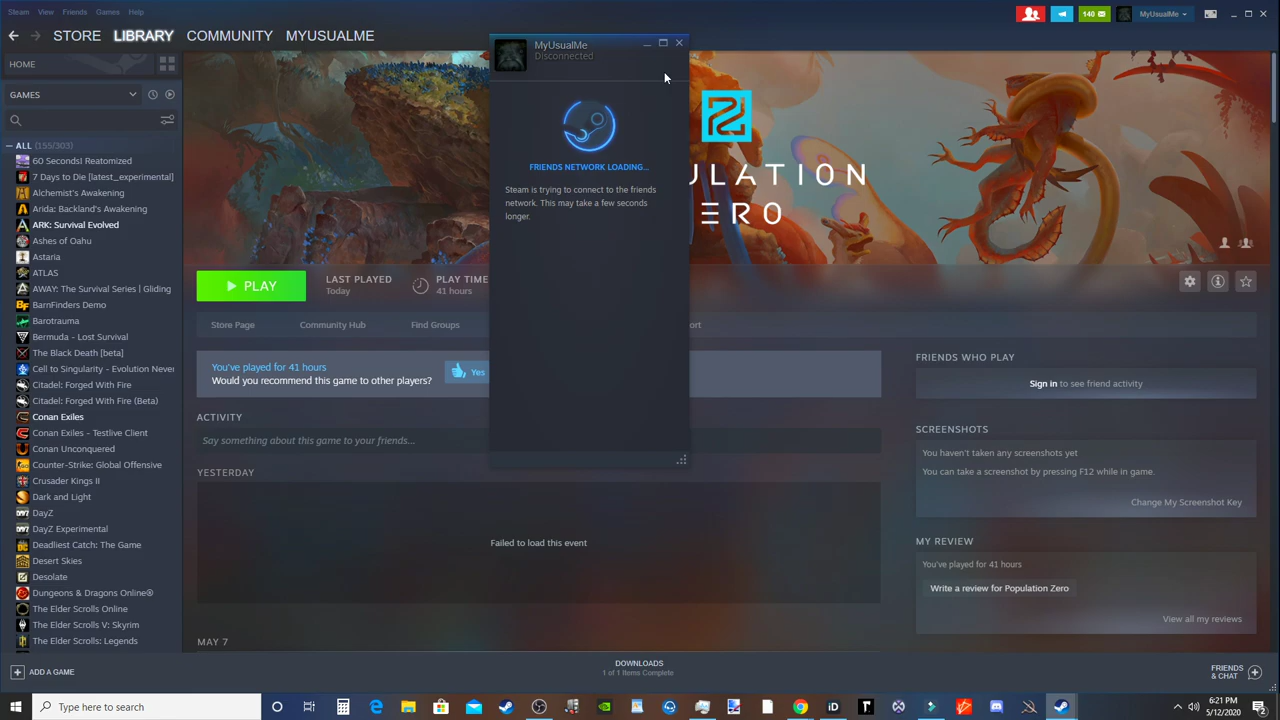 Steam View Friends Games Help
140 MyUsualMe
STORE LIBRARY COMMUNITY MYUSUALME
HOME
GAMES
ALL (155/303)
60 Seconds! Reatomized
7 Days to Die [latest_experimental]
Alchemist's Awakening
Arida: Backland's Awakening
ARK: Survival Evolved
Ashes of Oahu
Astaria
ATLAS
AWAY: The Survival Series | Gliding
BarnFinders Demo
Barotrauma
Bermuda - Lost Survival
The Black Death [beta]
Cell to Singularity - Evolution Never
Citadel: Forged With Fire
Citadel: Forged With Fire (Beta)
Conan Exiles
Conan Exiles - Testlive Client
Conan Unconquered
Counter-Strike: Global Offensive
Crusader Kings II
Dark and Light
DayZ
DayZ Experimental
Deadliest Catch: The Game
Desert Skies
Desolate
Dungeons & Dragons Online®
The Elder Scrolls Online
The Elder Scrolls V: Skyrim
The Elder Scrolls: Legends
ADD A GAME
MyUsualMe
Disconnected
FRIENDS NETWORK LOADING...
Steam is trying to connect to the friends
network. This may take a few seconds
longer.
ULATION
ERO
PLAY
LAST PLAYED
Today
PLAY TIME
41 hours
Store Page Community Hub Find Groups ort
You've played for 41 hours
Would you recommend this game to other players?
Yes
ACTIVITY
Say something about this game to your friends...
YESTERDAY
Failed to load this event
MAY 7
FRIENDS WHO PLAY
Sign in to see friend activity
SCREENSHOTS
You haven't taken any screenshots yet
You can take a screenshot by pressing F12 while in game.
Change My Screenshot Key
MY REVIEW
You've played for 41 hours
Write a review for Population Zero
View all my reviews
DOWNLOADS
1 of 1 Items Complete
FRIENDS
& CHAT
Type here to search
6:21 PM
5/12/2020
2